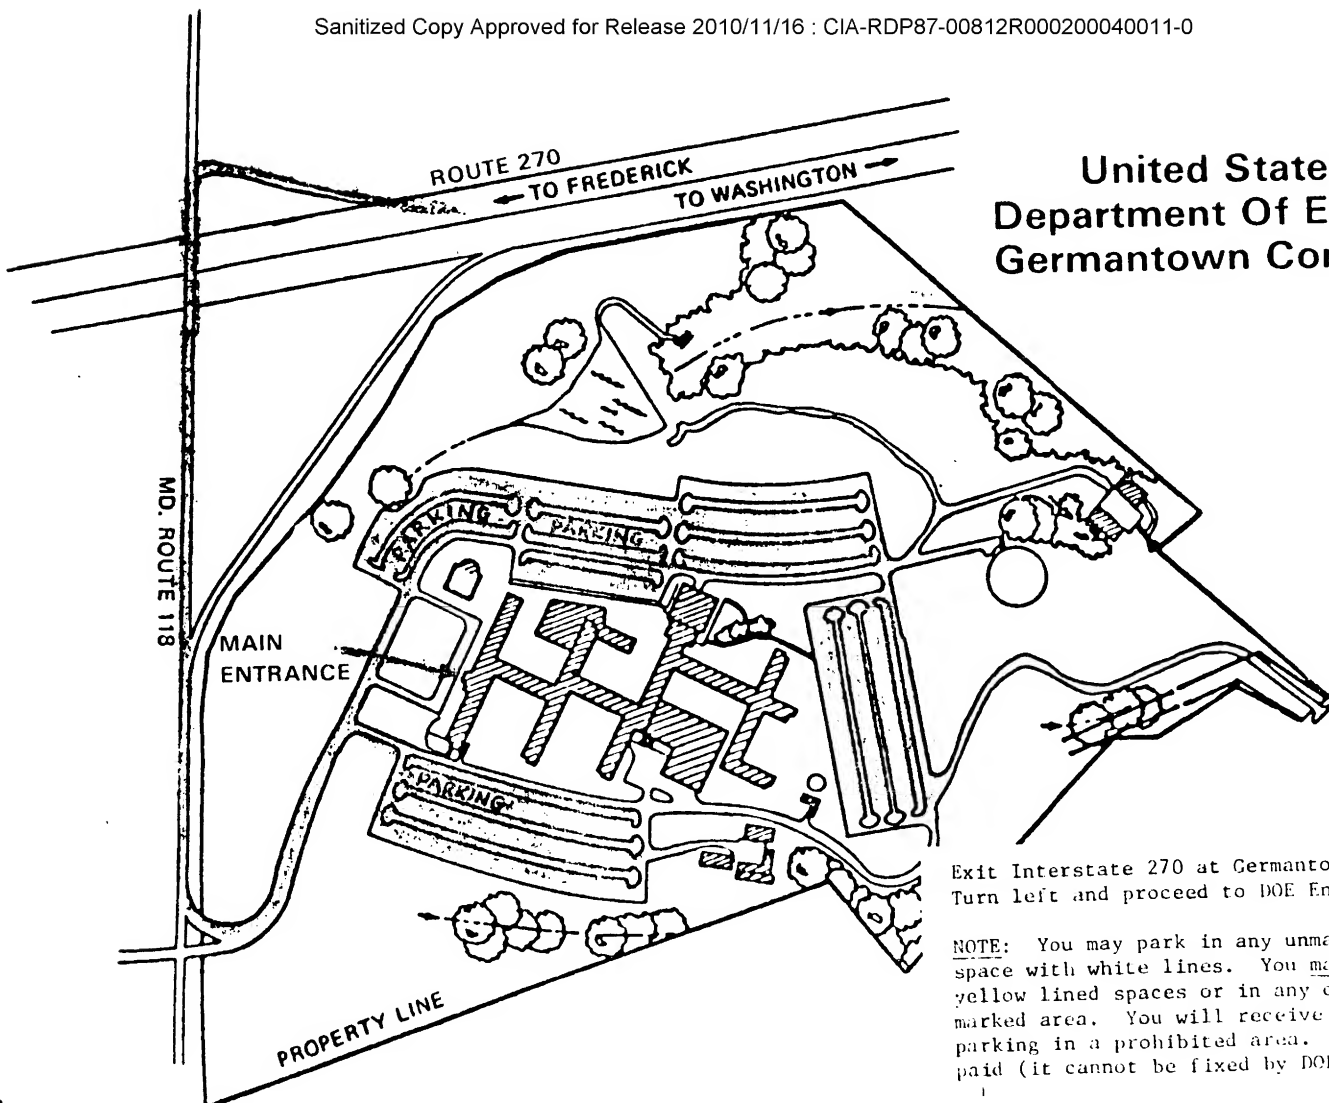 Sanitized Copy Approved for Release 2010/11/16 : CIA-RDP87-00812R000200040011-0
ROUTE 270
TO FREDERICK
TO WASHINGTON
United State
Department Of E
Germantown Cor
MD. ROUTE 118
PARKING
PARKING
MAIN
ENTRANCE
PARKING
PROPERTY LINE
Exit Interstate 270 at Germanto
Turn left and proceed to DOE En
NOTE: You may park in any unma
space with white lines. You ma
yellow lined spaces or in any
marked area. You will receive
parking in a prohibited area.
paid (it cannot be fixed by DOE